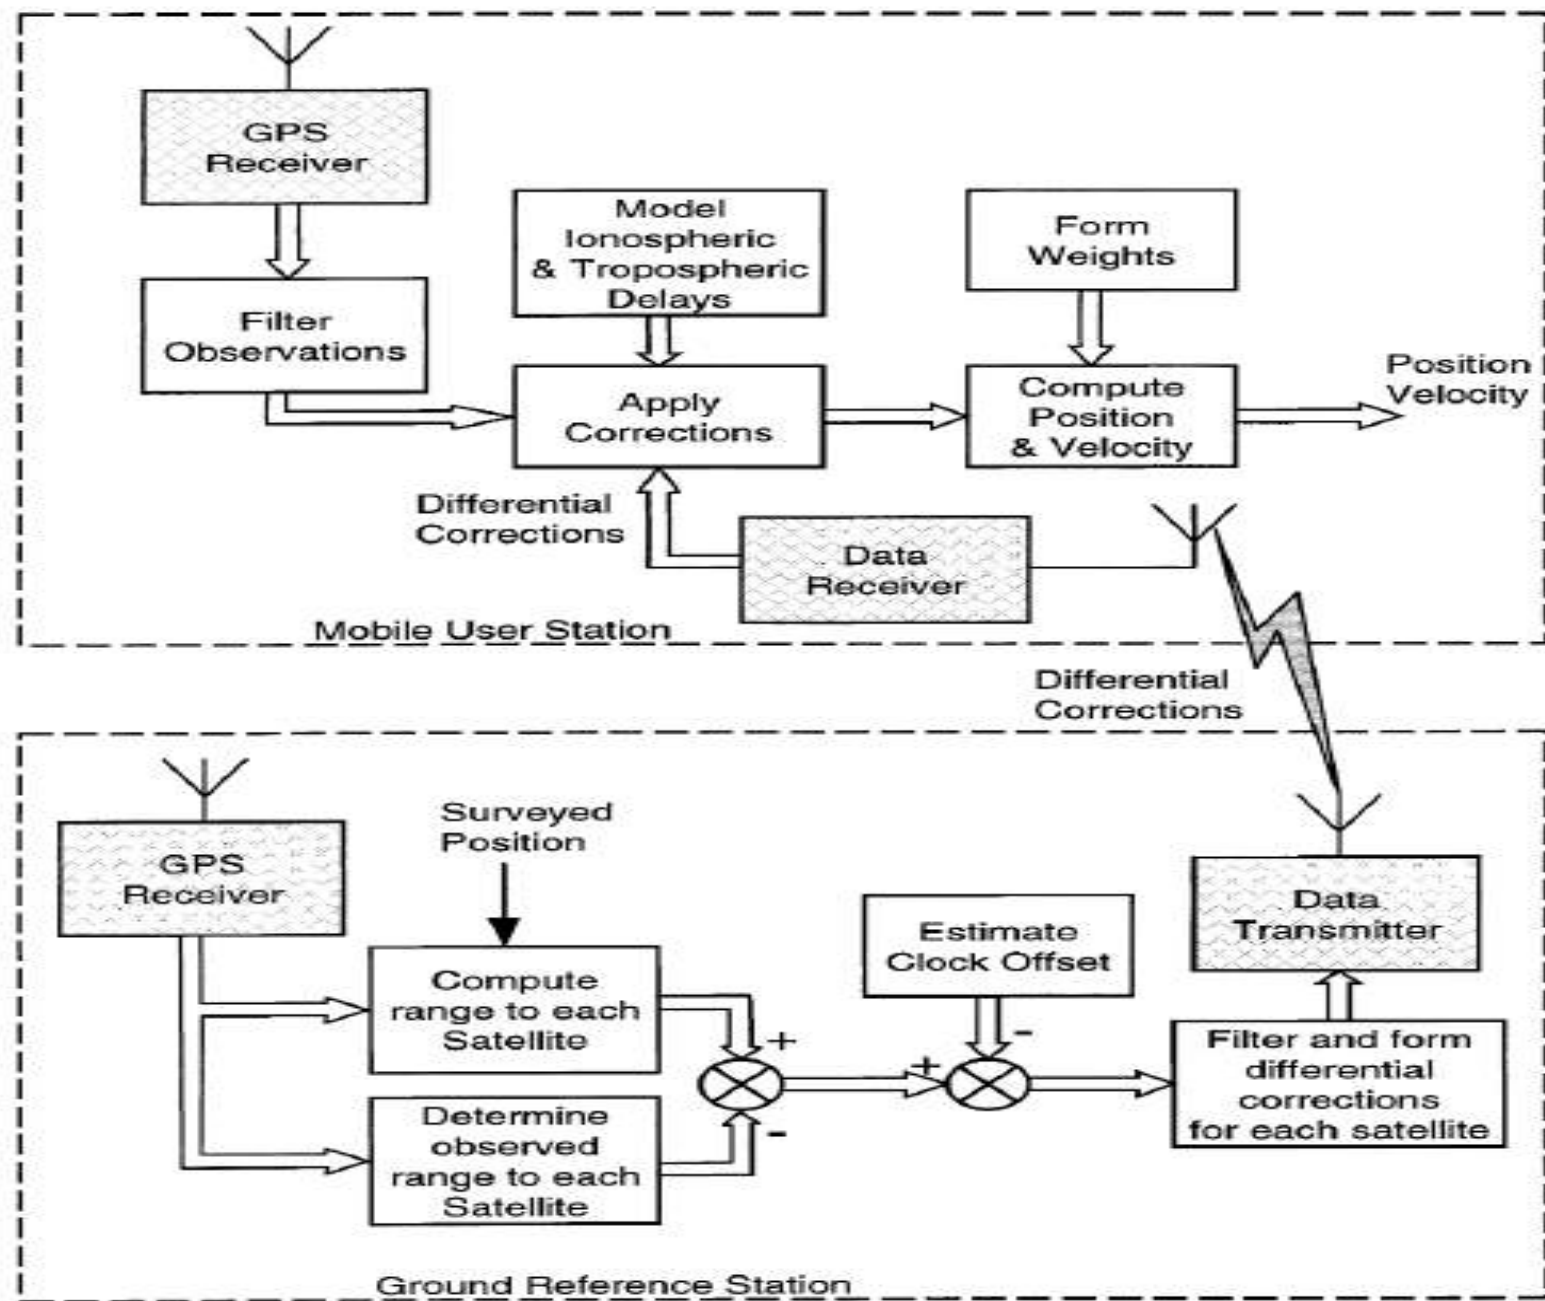 GPS
Receiver
Model
Ionospheric
& Tropospheric
Delays
Form
Weights
Filter
Observations
Apply
Corrections
Compute
Position
& Velocity
Position
Velocity
Differential
Corrections
Data
Receiver
Mobile User Station
Differential
Corrections
GPS
Receiver
Surveyed
Position
Compute
range to each
Satellite
+
Determine
observed
range to each
Satellite
-
Estimate
Clock Offset
-
+
Data
Transmitter
Filter and form
differential
corrections
for each satellite
Ground Reference Station